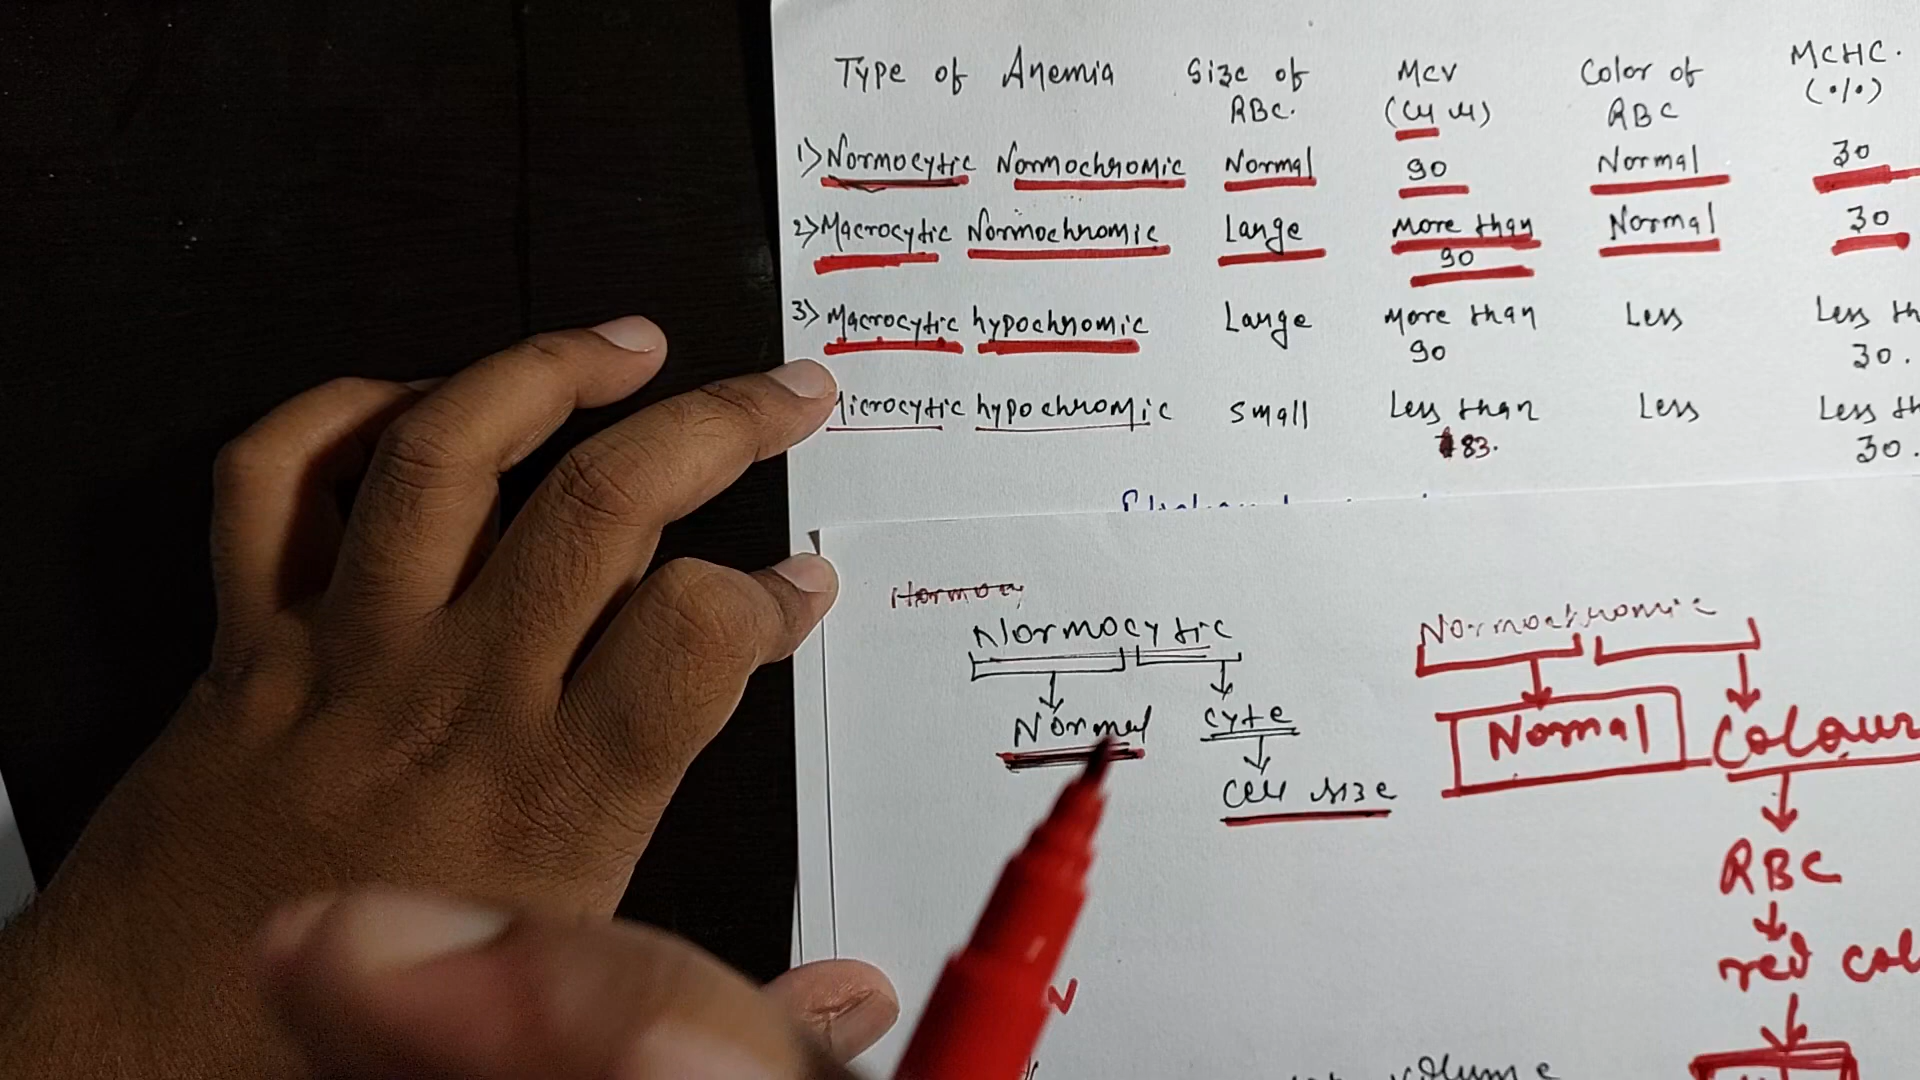 Type of Anemia Size of RBC. MCV (cu u) Color of RBC MCHC. (%)
1) Normocytic Normochromic Normal 90 Normal 30
2) Macrocytic Normochromic Large More than 90 Normal 30
3) Macrocytic hypochromic Large More than 90 Less Less th 30.
Microcytic hypochromic Small Less than 83. Less Less th 30.
Normocytic Normochromic
Normal cyte Normal Colour
Cell size
RBC
red col
volume